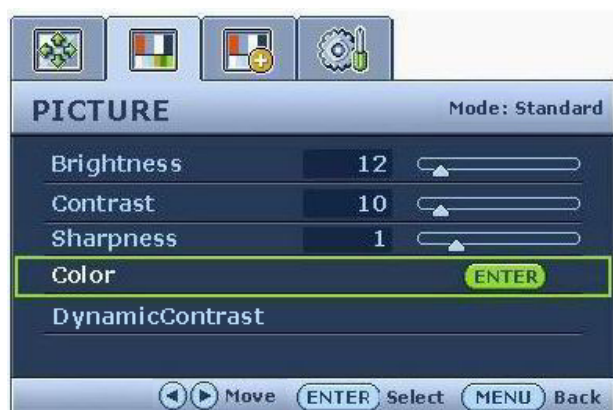 PICTURE Mode: Standard
Brightness 12
Contrast 10
Sharpness 1
Color ENTER
DynamicContrast
Move ENTER Select MENU Back